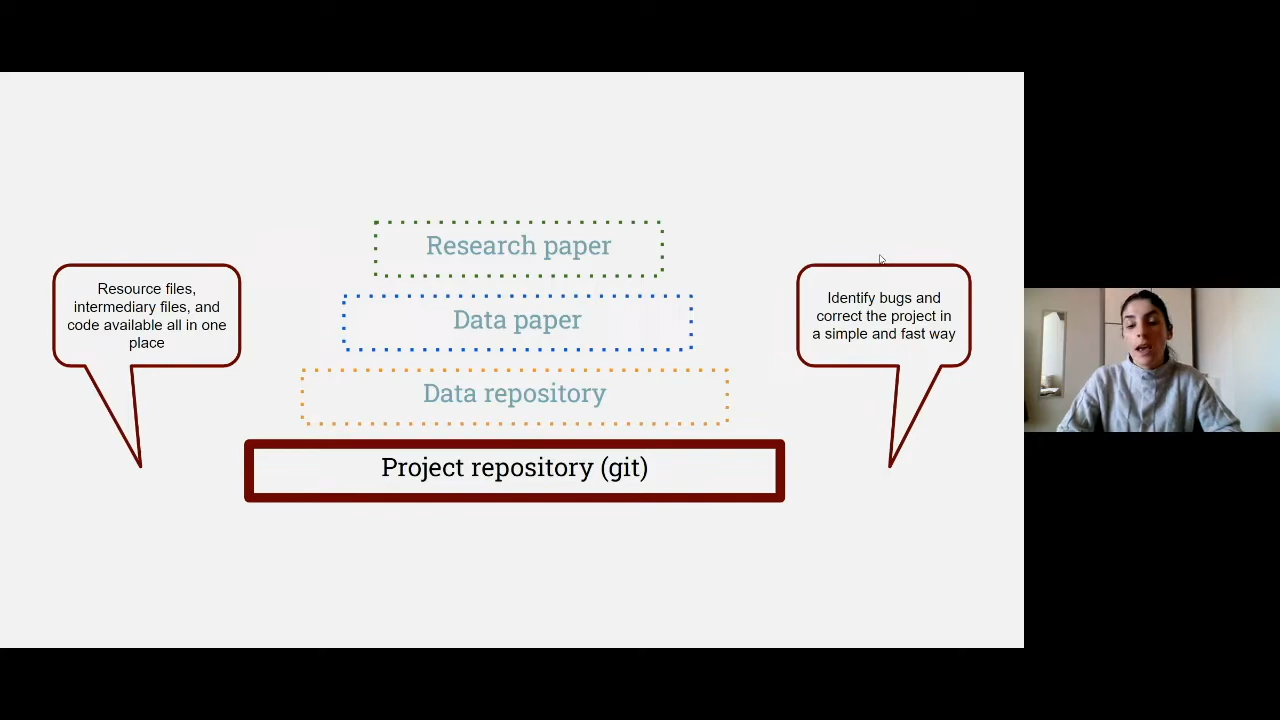 Research paper
Data paper
Data repository
Project repository (git)
Resource files,
intermediary files, and
code available all in one
place
Identify bugs and
correct the project in
a simple and fast way